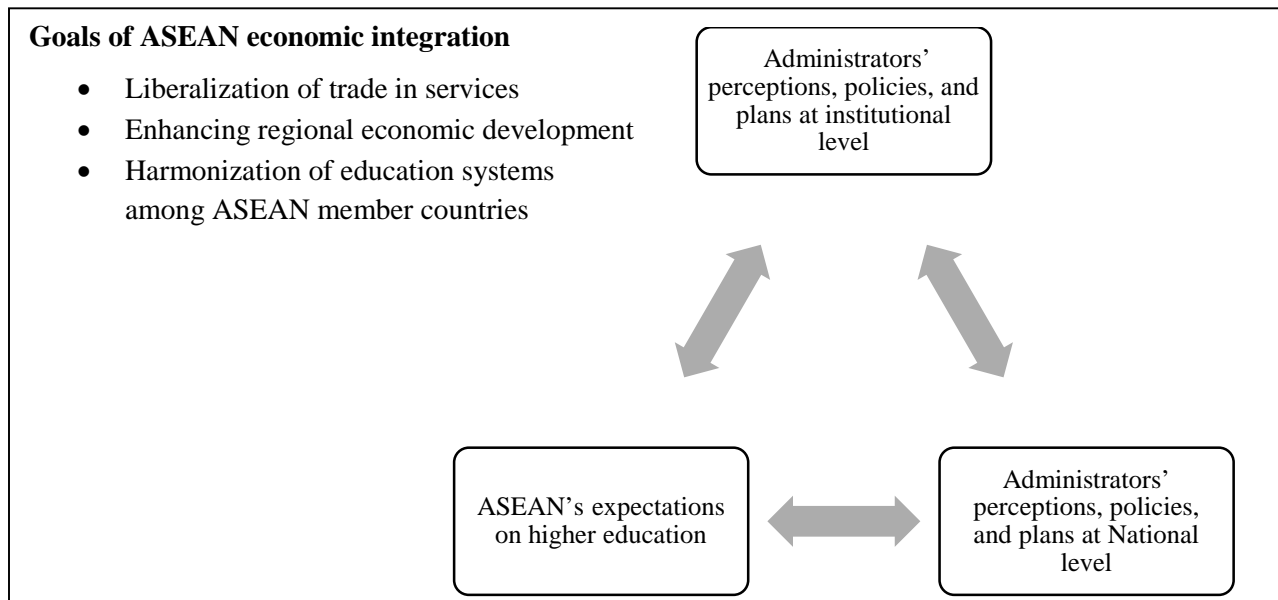 Goals of ASEAN economic integration
• Liberalization of trade in services
• Enhancing regional economic development
• Harmonization of education systems
among ASEAN member countries
Administrators’
perceptions, policies, and
plans at institutional
level
ASEAN’s expectations
on higher education
Administrators’
perceptions, policies,
and plans at National
level